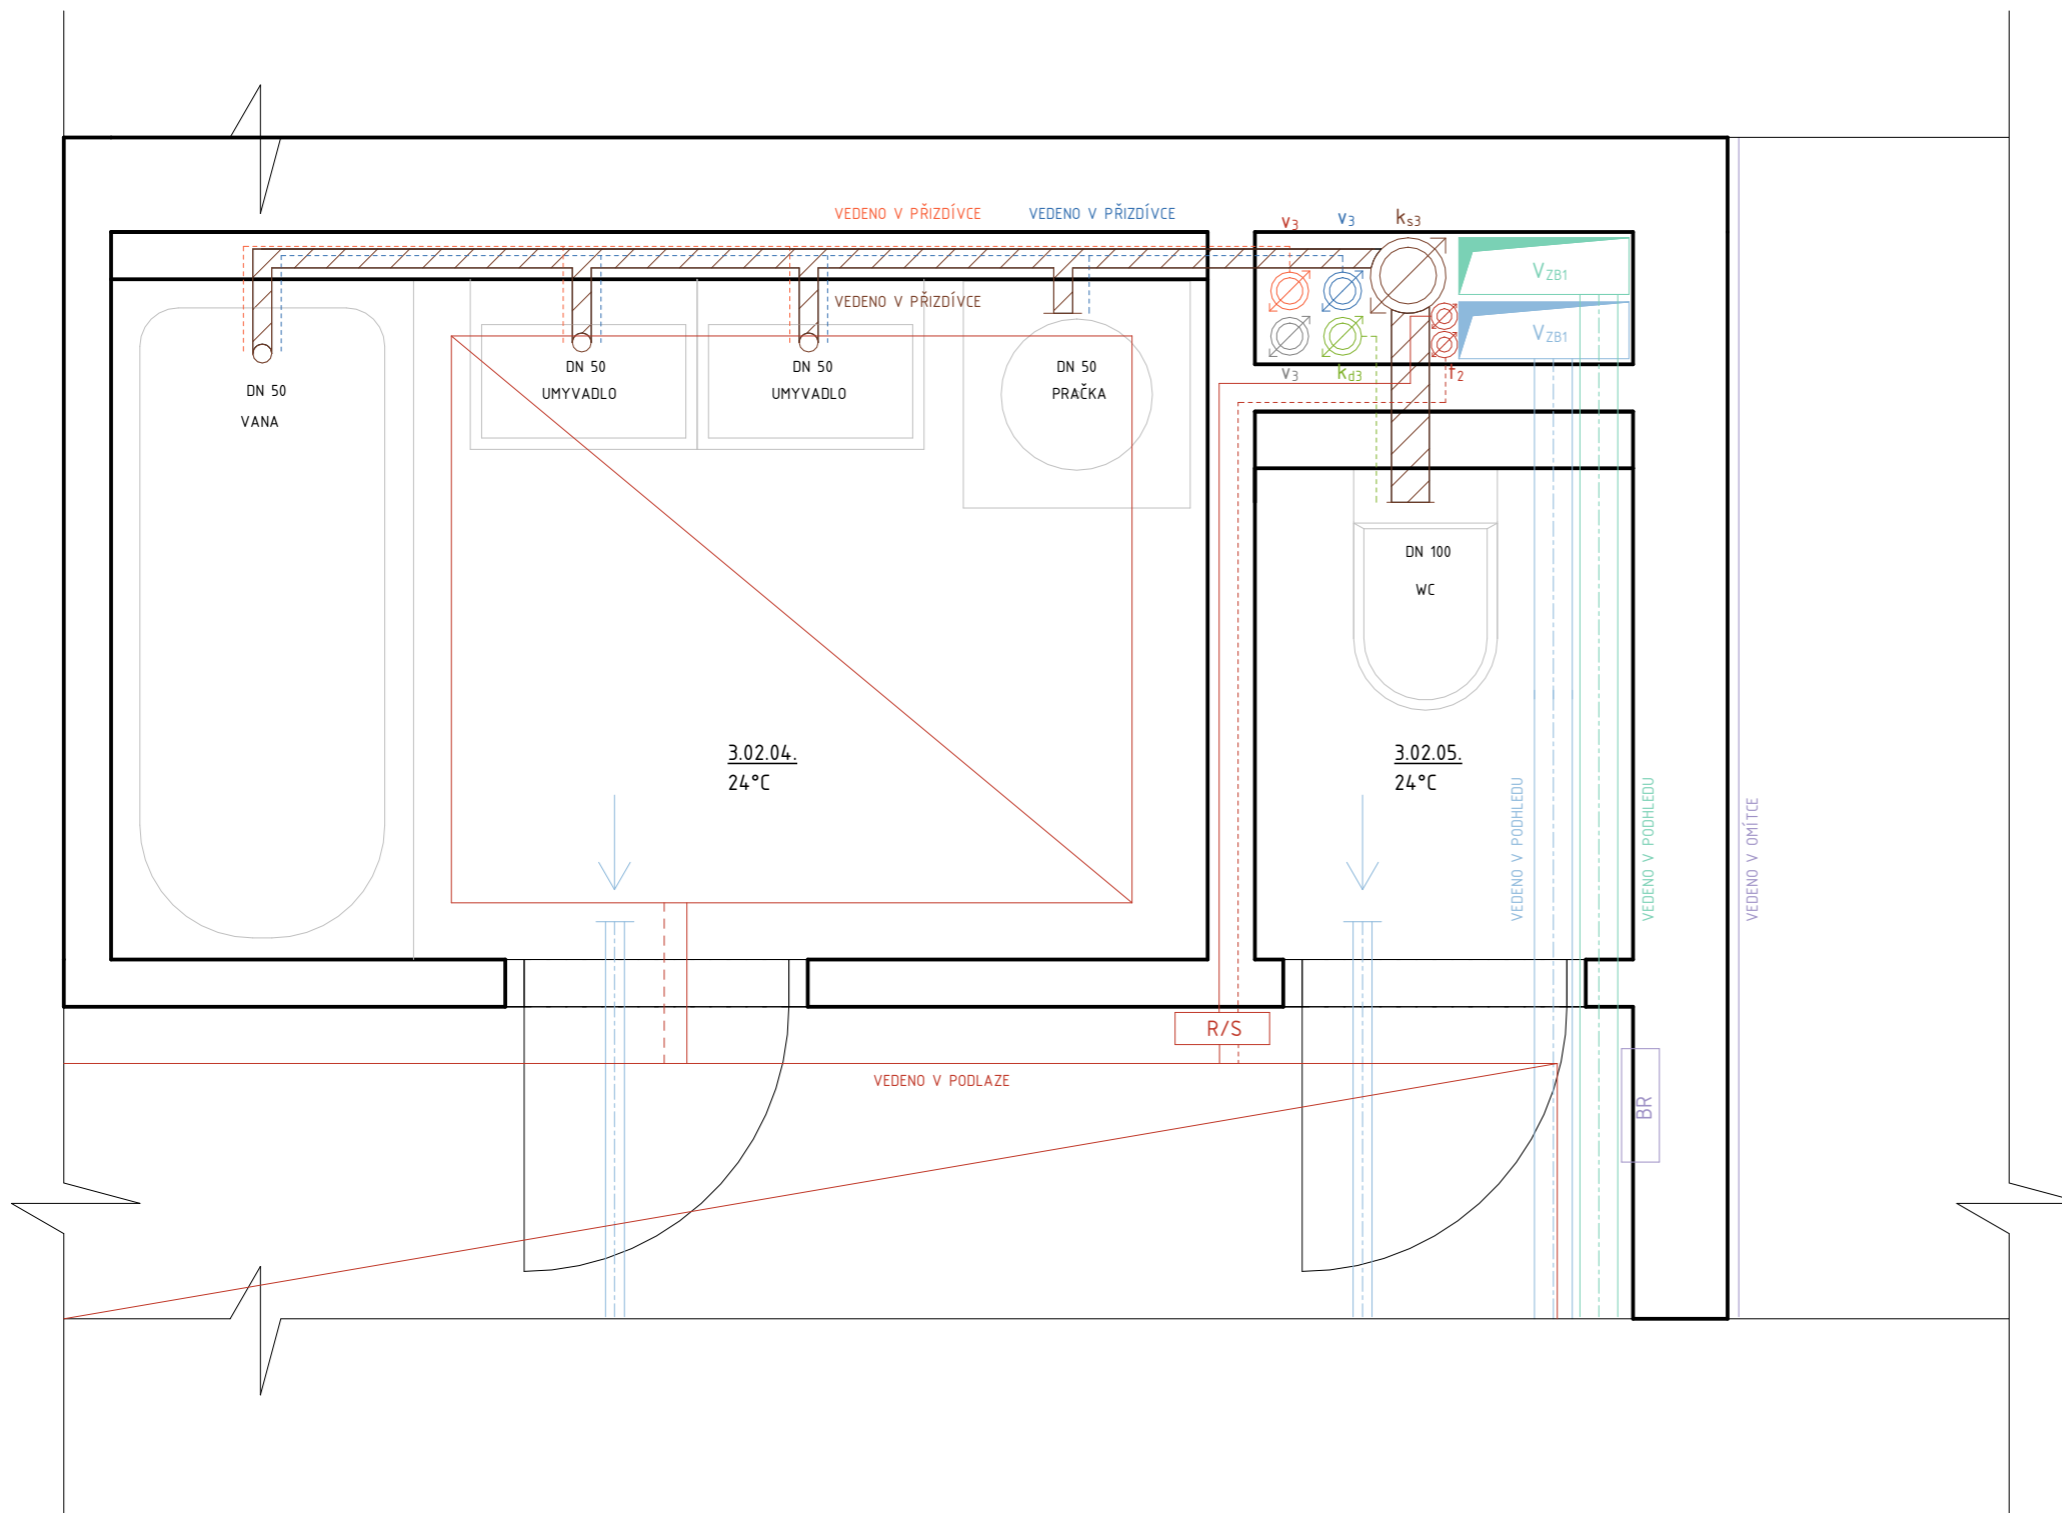 VEDENO V PŘIZDÍVCE
VEDENO V PŘIZDÍVCE
v3
v3
ks3
VZB1
VEDENO V PŘIZDÍVCE
VZB1
DN 50
UMYVADLO
DN 50
UMYVADLO
DN 50
PRAČKA
v3
kd3
t2
DN 50
VANA
DN 100
WC
3.02.04.
24°C
3.02.05.
24°C
VEDENO V PODHLEDU
VEDENO V PODHLEDU
VEDENO V OMÍTCE
R/S
VEDENO V PODLAZE
BR